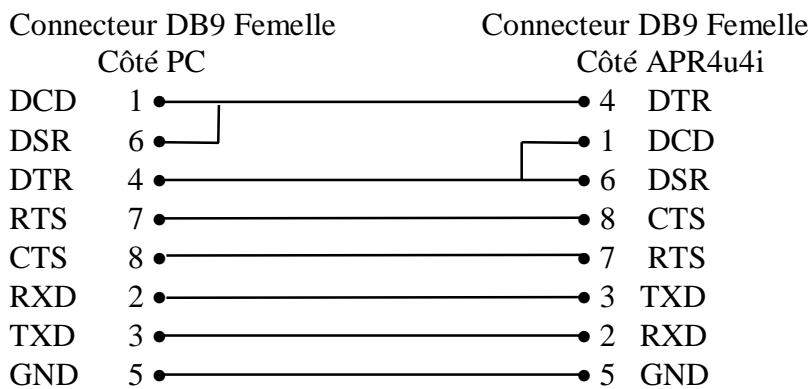 Connecteur DB9 Femelle Connecteur DB9 Femelle
Côté PC Côté APR4u4i
DCD 1 4 DTR
DSR 6 1 DCD
DTR 4 6 DSR
RTS 7 8 CTS
CTS 8 7 RTS
RXD 2 3 TXD
TXD 3 2 RXD
GND 5 5 GND